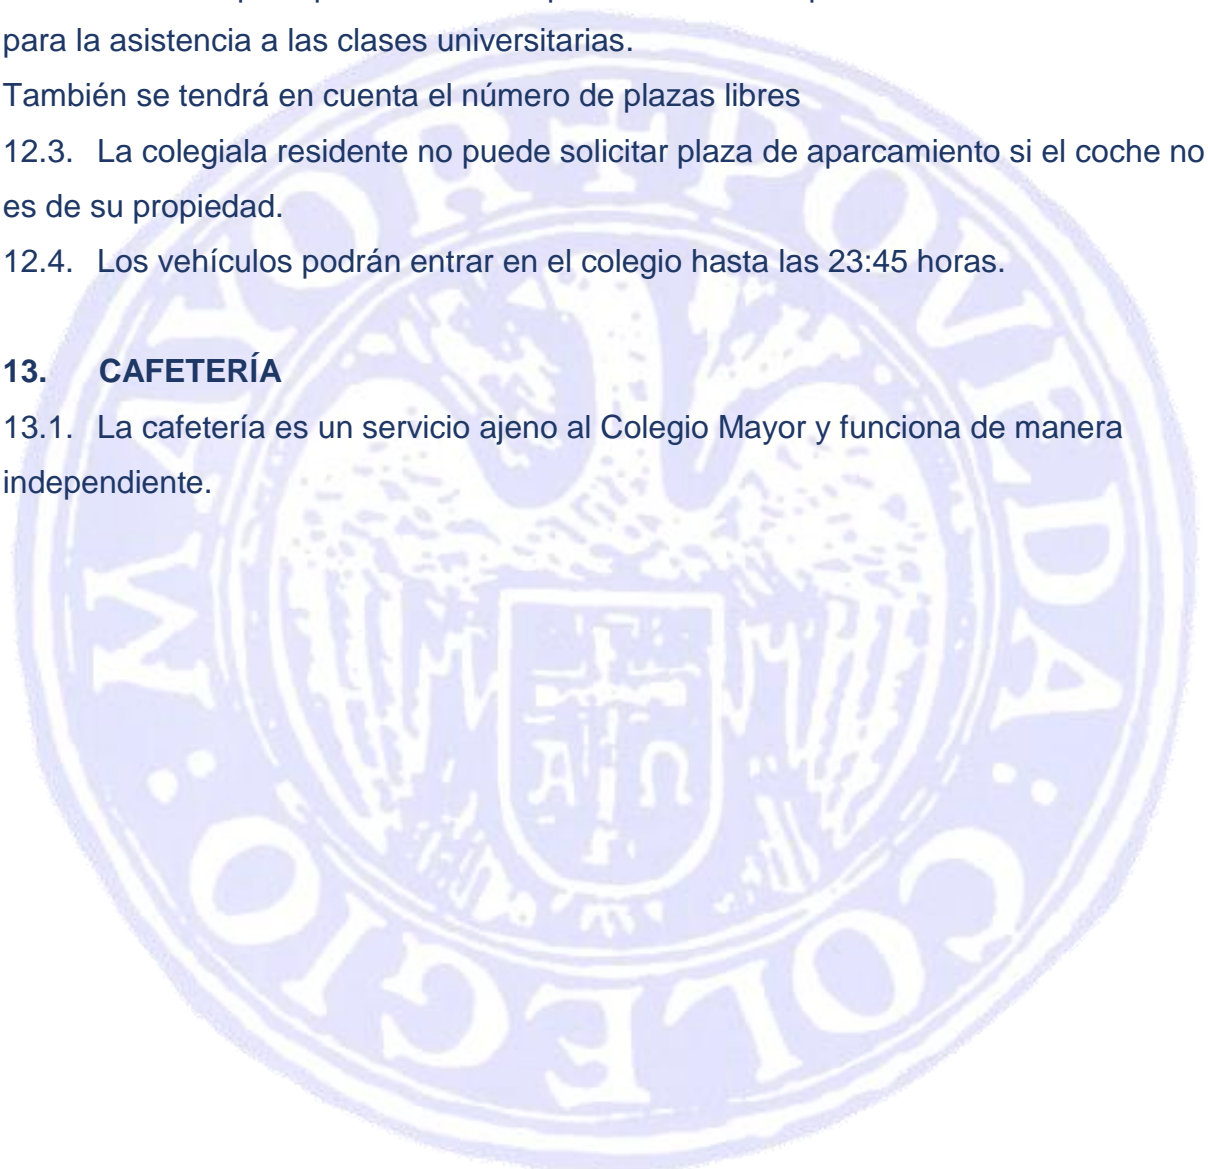 para la asistencia a las clases universitarias.
También se tendrá en cuenta el número de plazas libres
12.3. La colegiala residente no puede solicitar plaza de aparcamiento si el coche no
es de su propiedad.
12.4. Los vehículos podrán entrar en el colegio hasta las 23:45 horas.
13. CAFETERÍA
13.1. La cafetería es un servicio ajeno al Colegio Mayor y funciona de manera
independiente.
COLEGIO MAYOR POVEDA
Α Ω